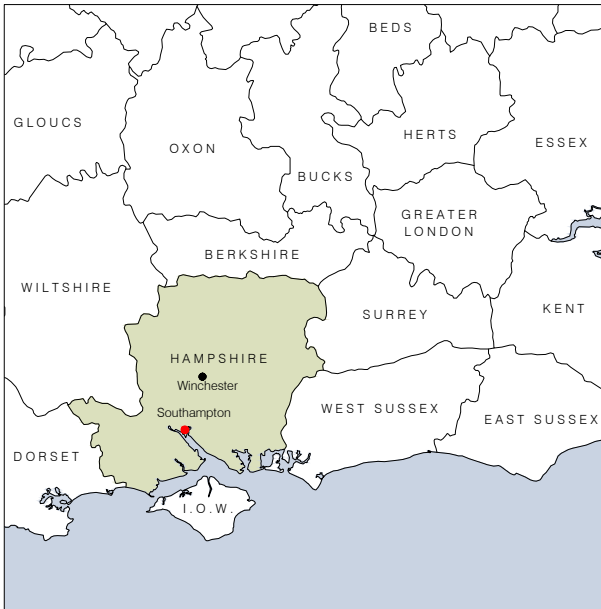 BEDS
GLOUCS
HERTS
ESSEX
OXON
BUCKS
GREATER
LONDON
BERKSHIRE
WILTSHIRE
KENT
SURREY
HAMPSHIRE
Winchester
Southampton
WEST SUSSEX
EAST SUSSEX
DORSET
I.O.W.